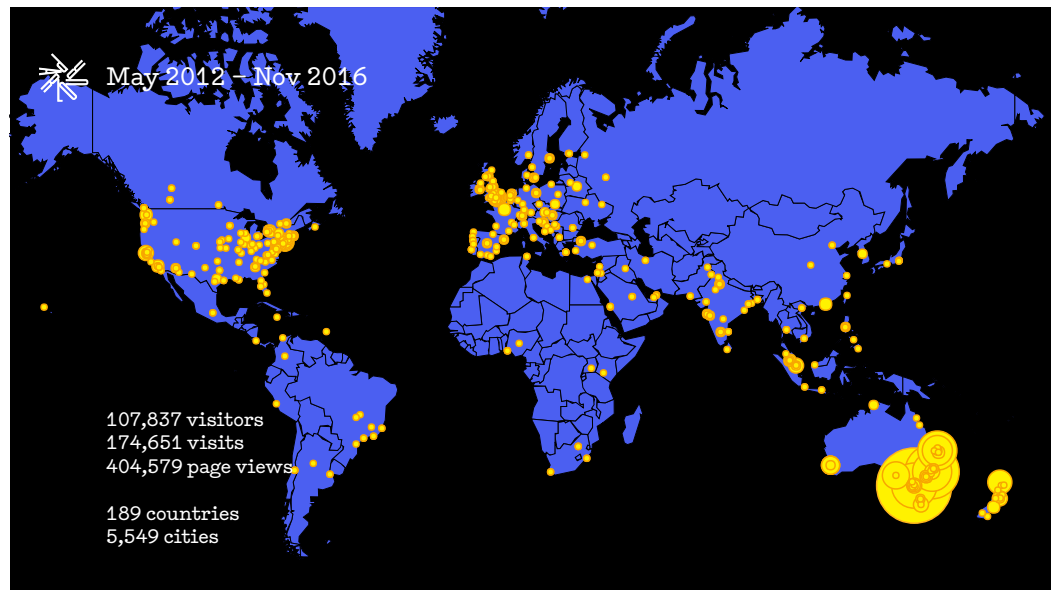 May 2012 – Nov 2016
107,837 visitors
174,651 visits
404,579 page views
189 countries
5,549 cities